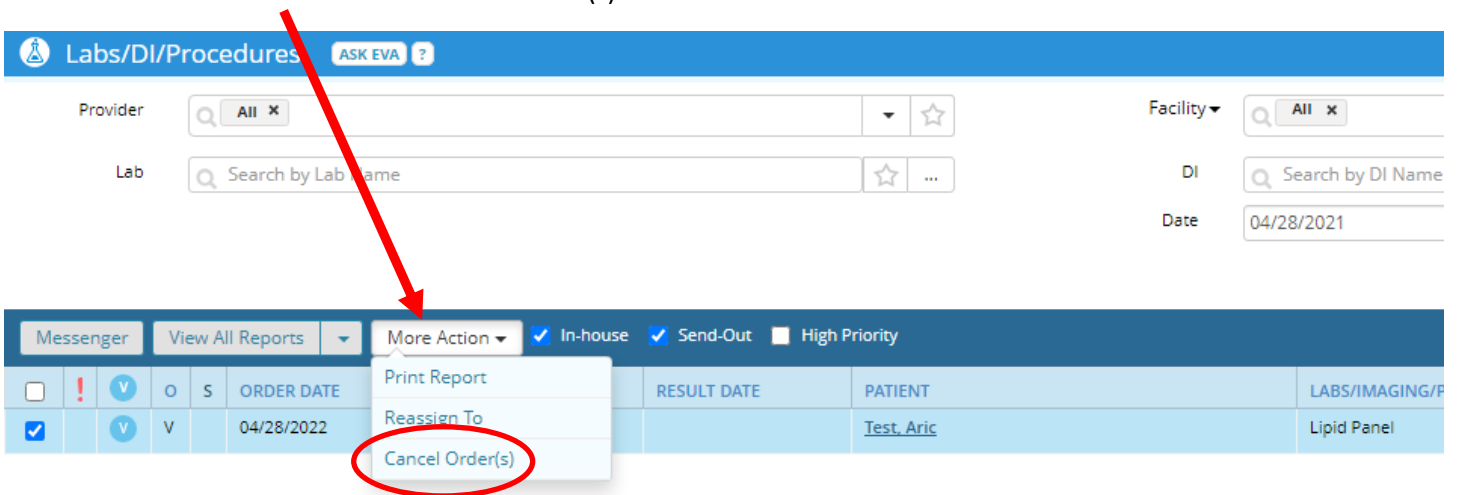 (s)
Labs/DI/Procedures ASK EVA ?
Provider All × Facility All ×
Lab Search by Lab Name ... DI Search by DI Name
Date 04/28/2021
Messenger View All Reports More Action In-house Send-Out High Priority
! V O S ORDER DATE Print Report RESULT DATE PATIENT LABS/IMAGING/P
V V 04/28/2022 Reassign To Test, Aric Lipid Panel
Cancel Order(s)